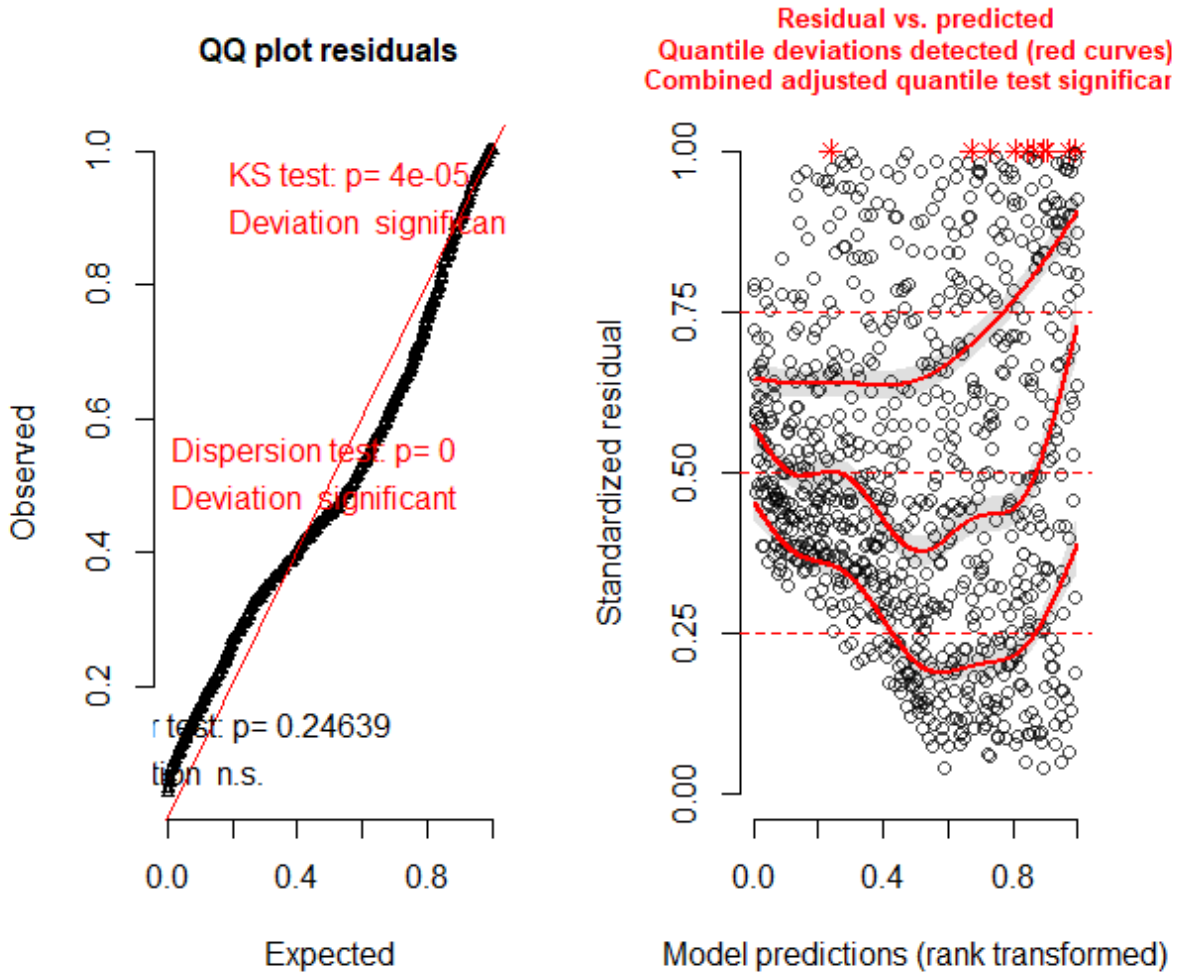 QQ plot residuals
KS test: p= 4e-05
Deviation significan
Dispersion test: p= 0
Deviation significant
r test: p= 0.24639
tion n.s.
Observed
0.2 0.4 0.6 0.8 1.0
0.0 0.4 0.8
Expected
Residual vs. predicted
Quantile deviations detected (red curves)
Combined adjusted quantile test significar
Standardized residual
0.00 0.25 0.50 0.75 1.00
0.0 0.4 0.8
Model predictions (rank transformed)